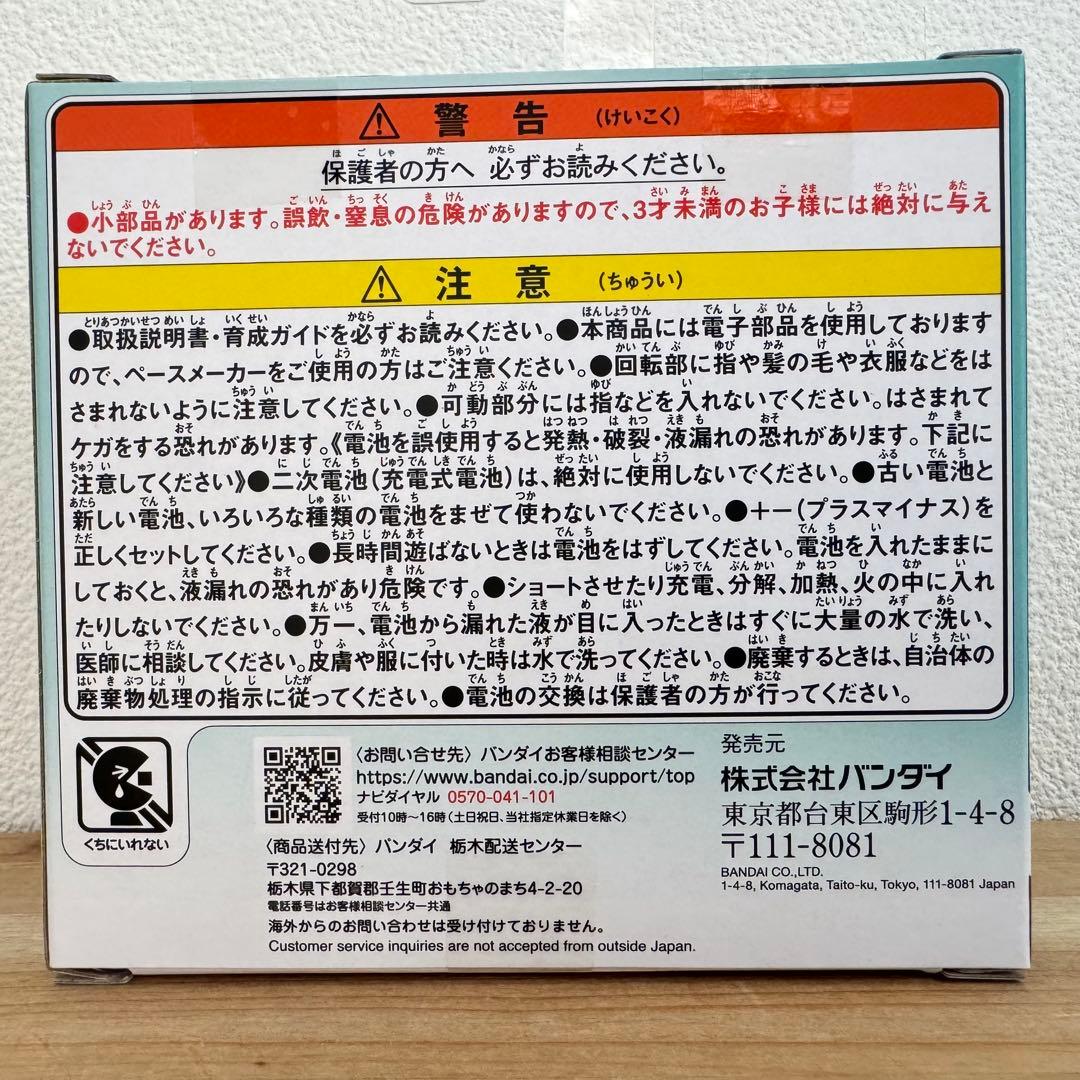 警告 (けいこく)
保護者の方へ 必ずお読みください。
●小部品があります。誤飲・窒息の危険がありますので、3才未満のお子様には絶対に与え
ないでください。
注意 (ちゅうい)
●取扱説明書・育成ガイドを必ずお読みください。●本商品には電子部品を使用しております
ので、ペースメーカーをご使用の方はご注意ください。●回転部に指や髪の毛や衣服などをは
さまれないように注意してください。●可動部分には指などを入れないでください。はさまれて
ケガをする恐れがあります。《電池を誤使用すると発熱・破裂・液漏れの恐れがあります。下記に
注意してください》●二次電池(充電式電池)は、絶対に使用しないでください。●古い電池と
新しい電池、いろいろな種類の電池をまぜて使わないでください。●+−(プラスマイナス)を
正しくセットしてください。●長時間遊ばないときは電池をはずしてください。電池を入れたままに
しておくと、液漏れの恐れがあり危険です。●ショートさせたり充電、分解、加熱、火の中に入れ
たりしないでください。●万一、電池から漏れた液が目に入ったときはすぐに大量の水で洗い、
医師に相談してください。皮膚や服に付いた時は水で洗ってください。●廃棄するときは、自治体の
廃棄物処理の指示に従ってください。●電池の交換は保護者の方が行ってください。
くちにいれない
〈お問い合せ先〉バンダイお客様相談センター
https://www.bandai.co.jp/support/top
ナビダイヤル 0570-041-101
受付10時〜16時(土日祝日、当社指定休業日を除く)
〈商品送付先〉バンダイ 栃木配送センター
〒321-0298
栃木県下都賀郡壬生町おもちゃのまち4-2-20
電話番号はお客様相談センター共通
海外からのお問い合わせは受け付けておりません。
Customer service inquiries are not accepted from outside Japan.
発売元
株式会社バンダイ
東京都台東区駒形1-4-8
〒111-8081
BANDAI CO.,LTD.
1-4-8, Komagata, Taito-ku, Tokyo, 111-8081 Japan